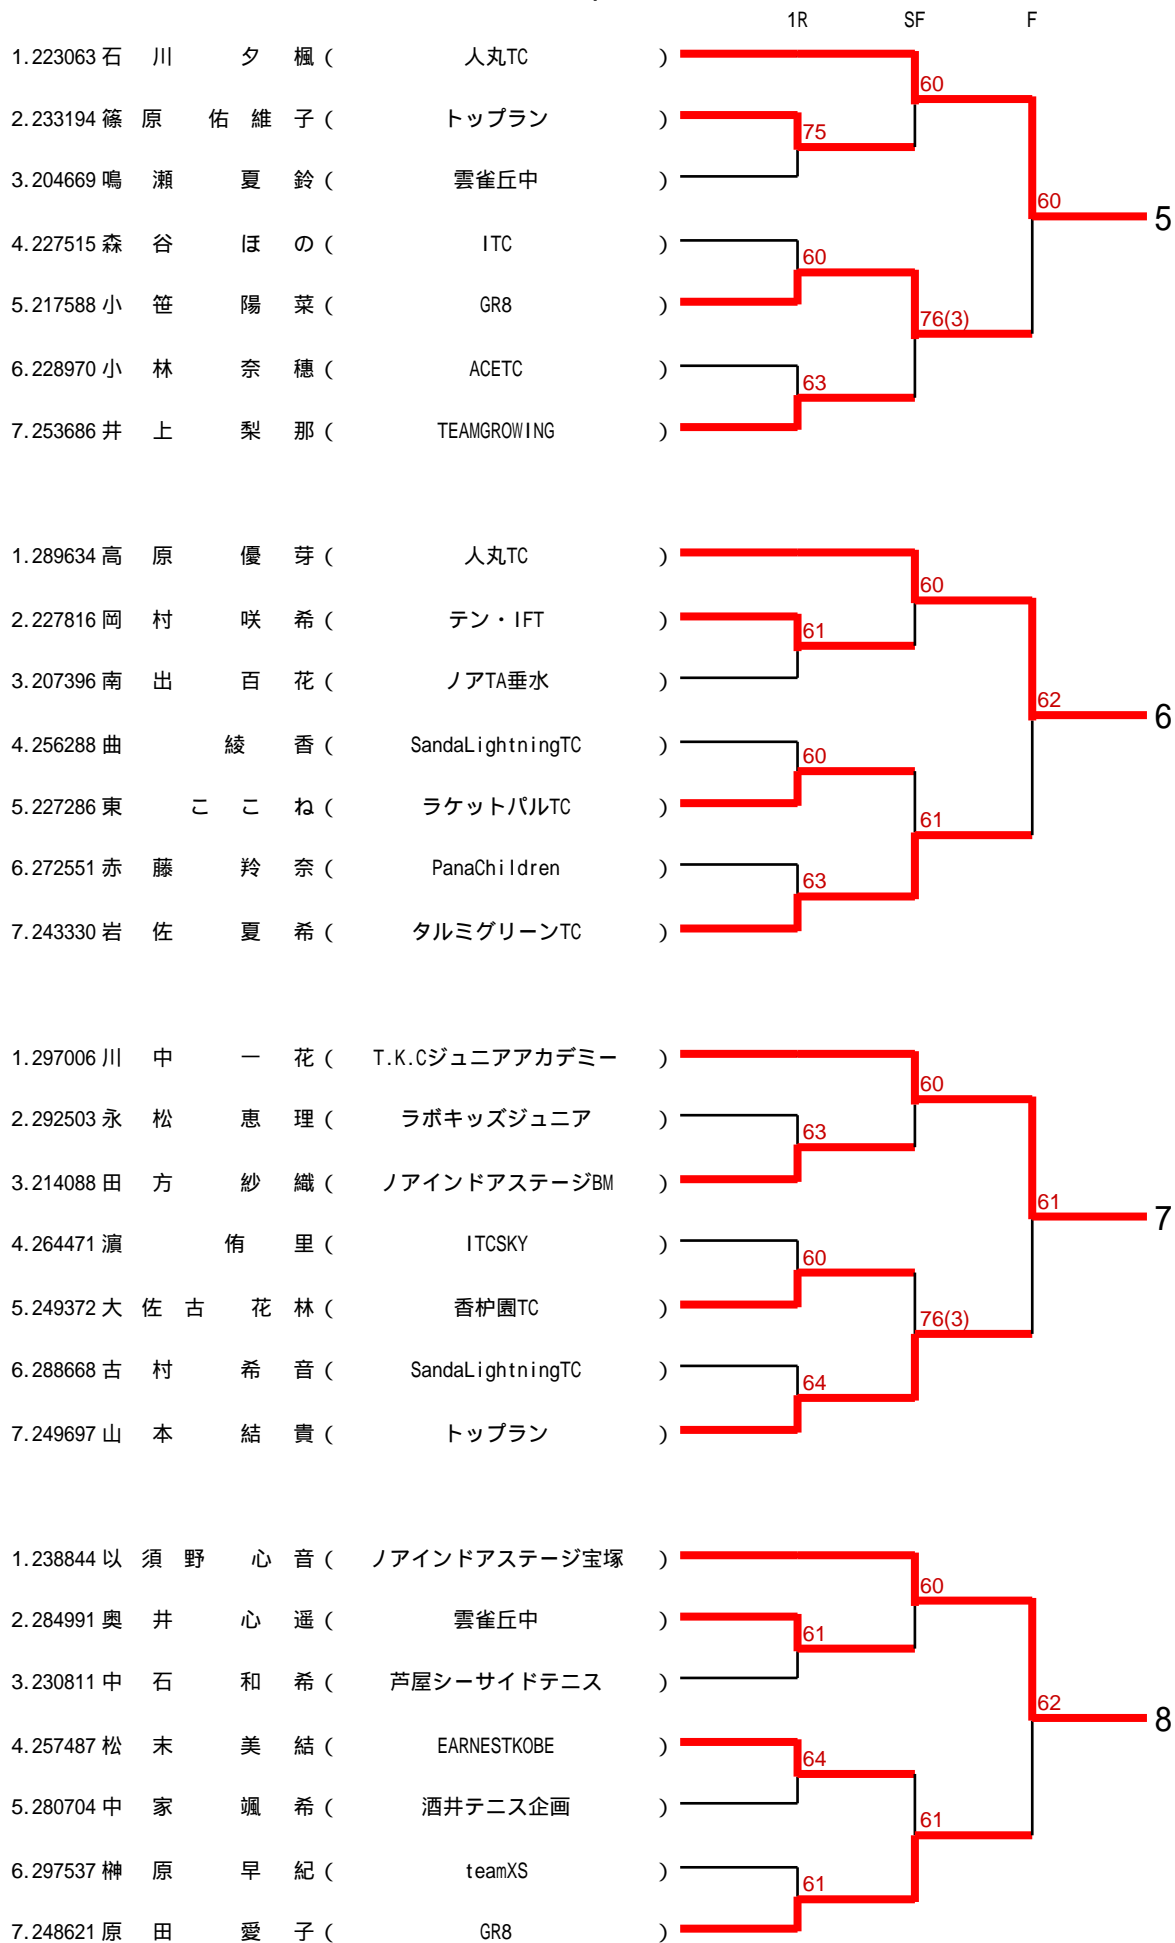 1R SF F
1.223063 石川 夕楓 ( 人丸TC )
60
2.233194 篠原 佑維子 ( トップラン )
75
3.204669 鳴瀬 夏鈴 ( 雲雀丘中 )
60 5
4.227515 森谷 ほの ( ITC )
60
5.217588 小笹 陽菜 ( GR8 )
76(3)
6.228970 小林 奈穂 ( ACETC )
63
7.253686 井上 梨那 ( TEAMGROWING )
1.289634 高原 優芽 ( 人丸TC )
60
2.227816 岡村 咲希 ( テン・IFT )
61
3.207396 南出 百花 ( ノアTA垂水 )
62 6
4.256288 曲 綾香 ( SandaLightningTC )
60
5.227286 東 ここね ( ラケットパルTC )
61
6.272551 赤藤 羚奈 ( PanaChildren )
63
7.243330 岩佐 夏希 ( タルミグリーンTC )
1.297006 川中 一花 ( T.K.Cジュニアアカデミー )
60
2.292503 永松 恵理 ( ラボキッズジュニア )
63
3.214088 田方 紗織 ( ノアインドアステージBM )
61 7
4.264471 濵 侑里 ( ITCSKY )
60
5.249372 大佐古 花林 ( 香枦園TC )
76(3)
6.288668 古村 希音 ( SandaLightningTC )
64
7.249697 山本 結貴 ( トップラン )
1.238844 以須野 心音 ( ノアインドアステージ宝塚 )
60
2.284991 奥井 心遥 ( 雲雀丘中 )
61
3.230811 中石 和希 ( 芦屋シーサイドテニス )
62 8
4.257487 松末 美結 ( EARNESTKOBE )
64
5.280704 中家 颯希 ( 酒井テニス企画 )
61
6.297537 榊原 早紀 ( teamXS )
61
7.248621 原田 愛子 ( GR8 )